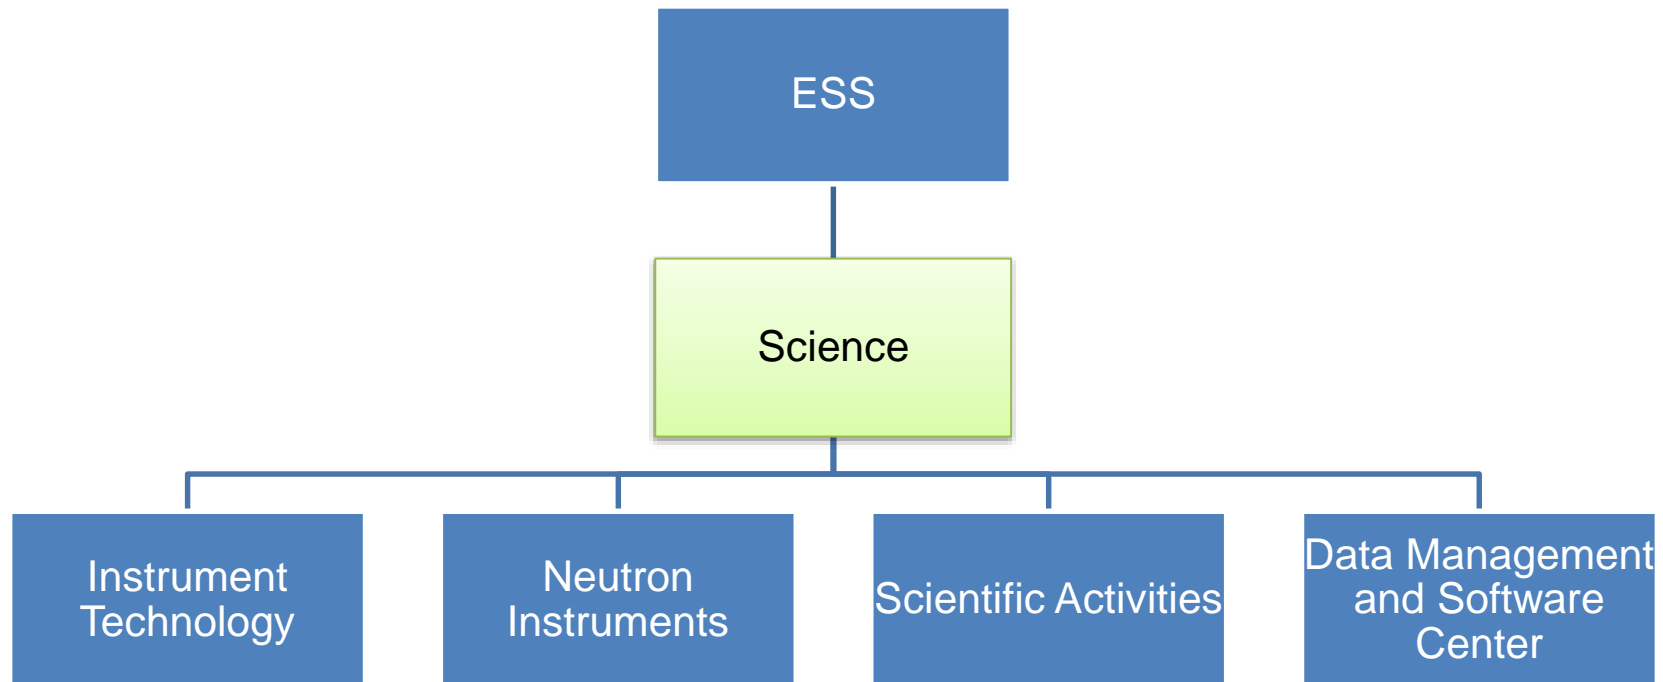 ESS
Science
Instrument
Technology
Neutron
Instruments
Scientific Activities
Data Management
and Software
Center